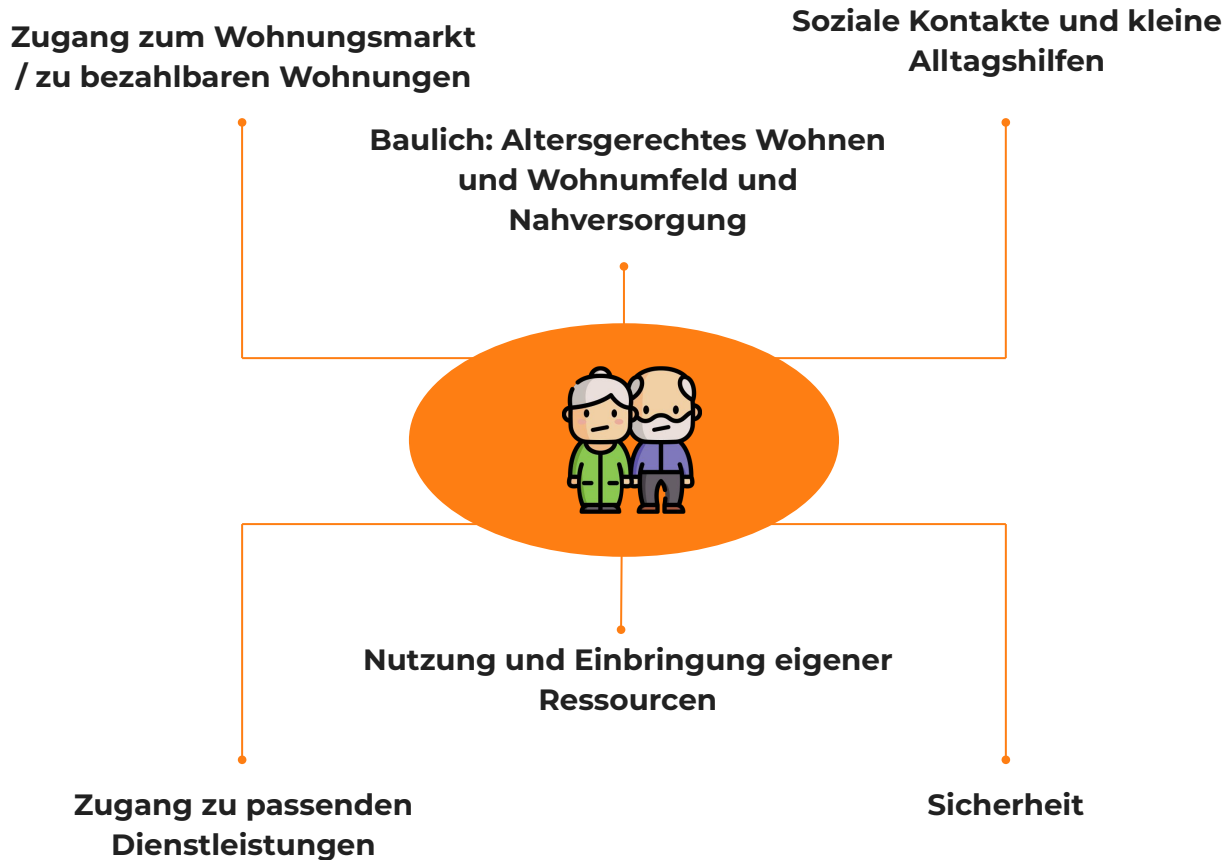 Zugang zum Wohnungsmarkt
/ zu bezahlbaren Wohnungen
Soziale Kontakte und kleine
Alltagshilfen
Baulich: Altersgerechtes Wohnen
und Wohnumfeld und
Nahversorgung
Nutzung und Einbringung eigener
Ressourcen
Zugang zu passenden
Dienstleistungen
Sicherheit